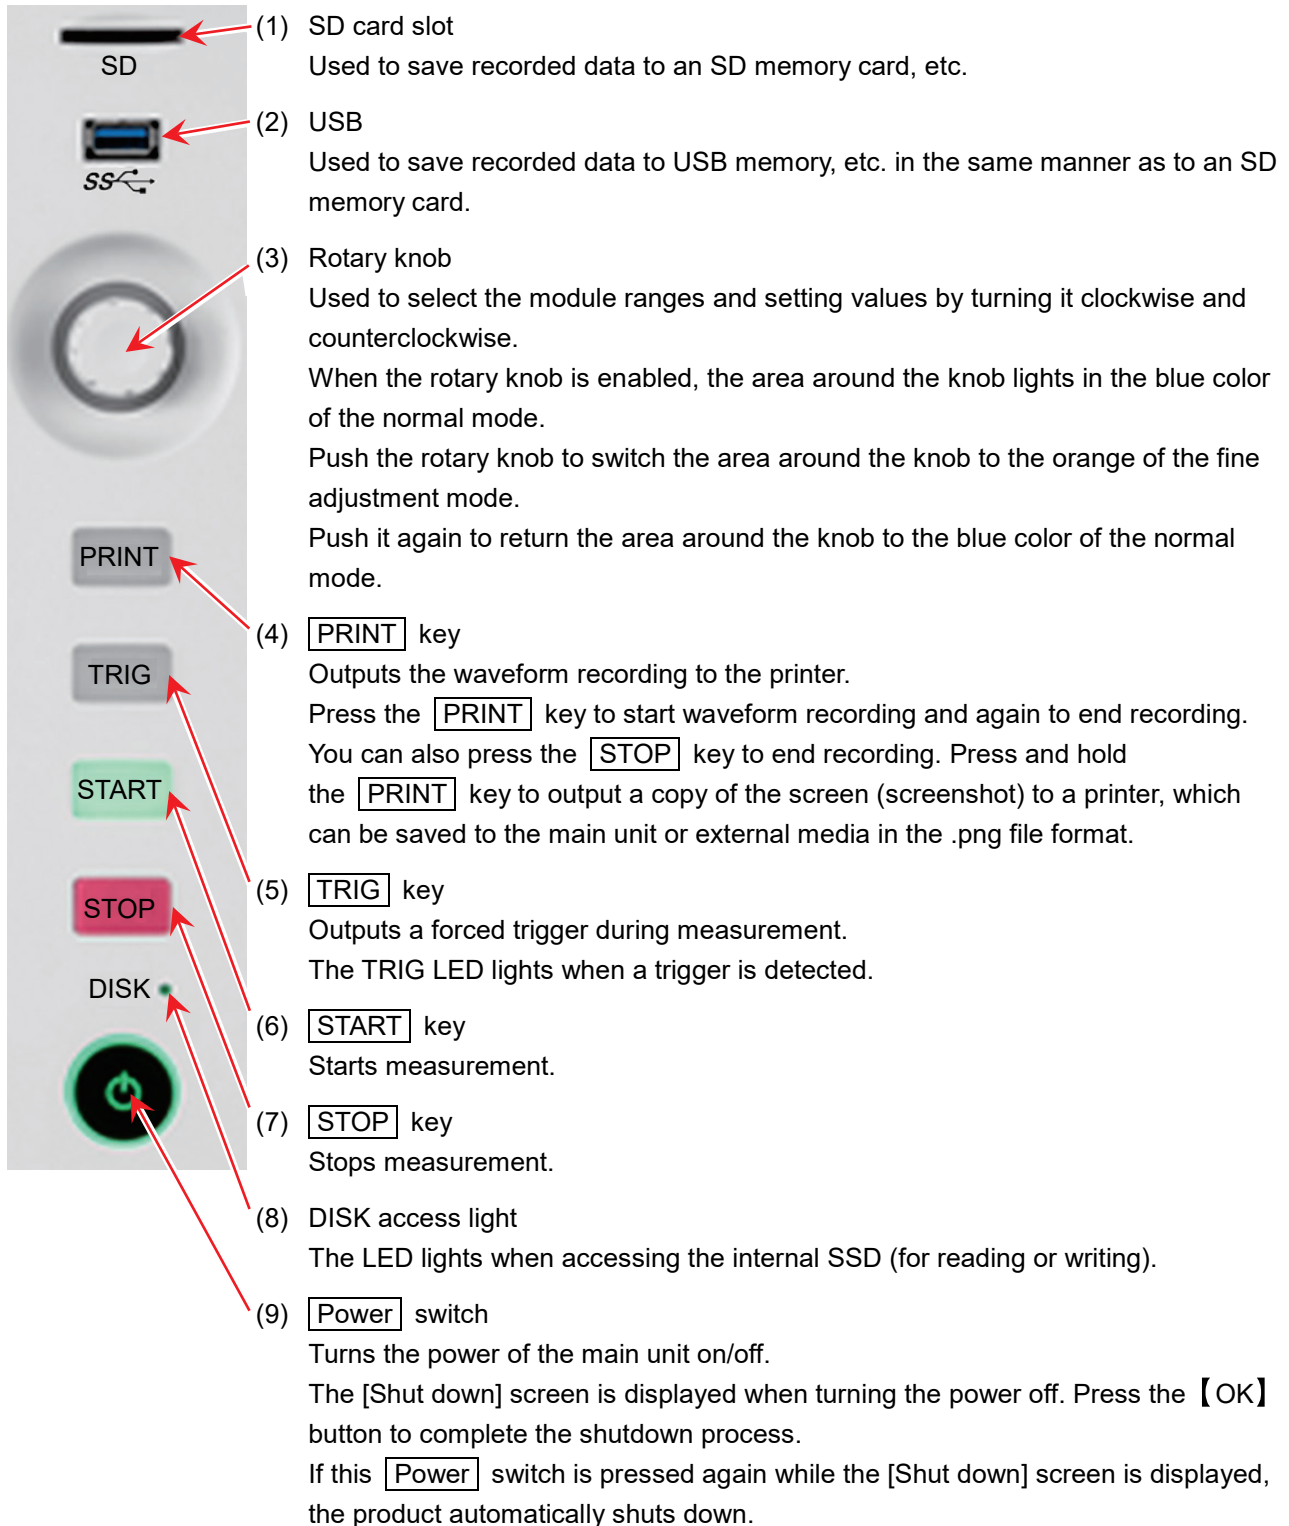 (1) SD card slot
SD
Used to save recorded data to an SD memory card, etc.
(2) USB
Used to save recorded data to USB memory, etc. in the same manner as to an SD
SS
memory card.
(3) Rotary knob
Used to select the module ranges and setting values by turning it clockwise and
counterclockwise.
When the rotary knob is enabled, the area around the knob lights in the blue color
of the normal mode.
Push the rotary knob to switch the area around the knob to the orange of the fine
adjustment mode.
Push it again to return the area around the knob to the blue color of the normal
mode.
PRINT
(4) PRINT key
Outputs the waveform recording to the printer.
Press the PRINT key to start waveform recording and again to end recording.
You can also press the STOP key to end recording. Press and hold
the PRINT key to output a copy of the screen (screenshot) to a printer, which
can be saved to the main unit or external media in the .png file format.
TRIG
START
(5) TRIG key
Outputs a forced trigger during measurement.
The TRIG LED lights when a trigger is detected.
STOP
DISK
(6) START key
Starts measurement.
(7) STOP key
Stops measurement.
(8) DISK access light
The LED lights when accessing the internal SSD (for reading or writing).
(9) Power switch
Turns the power of the main unit on/off.
The [Shut down] screen is displayed when turning the power off. Press the【OK】
button to complete the shutdown process.
If this Power switch is pressed again while the [Shut down] screen is displayed,
the product automatically shuts down.